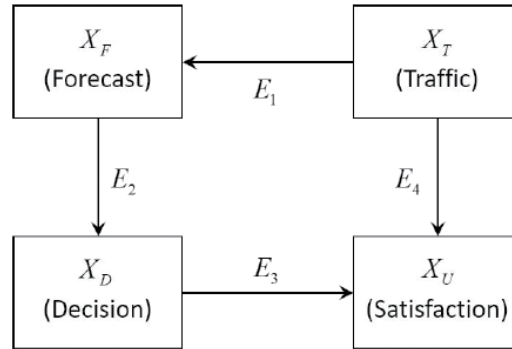 X_F
(Forecast)
X_T
(Traffic)
E_1
E_2
E_4
X_D
(Decision)
E_3
X_U
(Satisfaction)